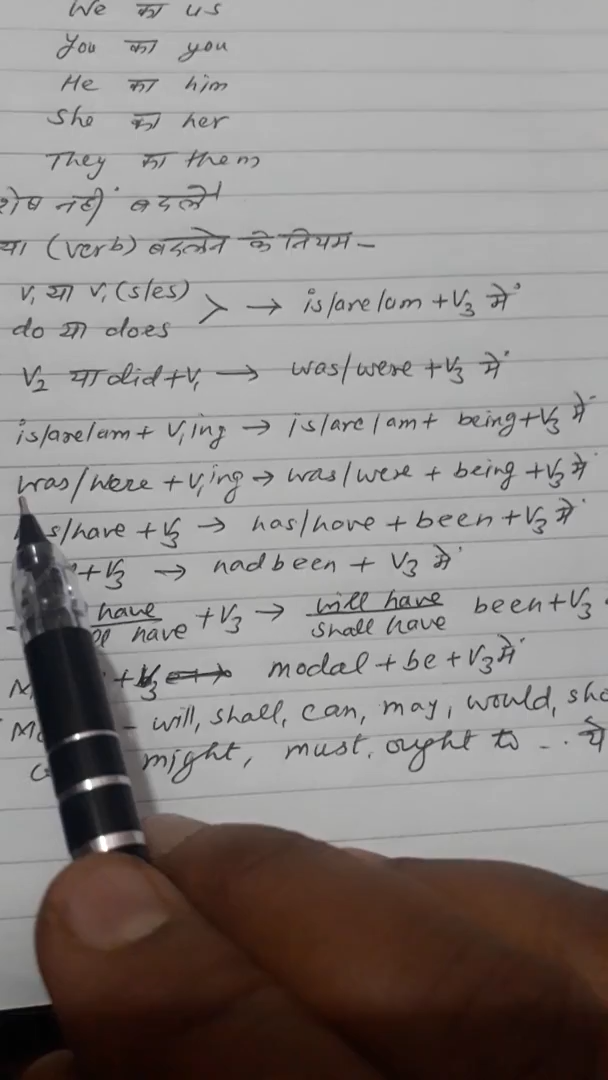 We का us
You का you
He का him
She का her
They का them
शेष नहीं बदले।
या (verb) बदलने के नियम -
V₁ या V₁(s/es)
do या does > → is/are/am + V₃ में
V₂ या did + V₁ → was/were + V₃ में
is/are/am + V₁ing → is/are/am + being + V₃ में
was/were + V₁ing → was/were + being + V₃ में
s/have + V₃ → has/have + been + V₃ में
+ V₃ → had been + V₃ में
have / have + V₃ → will have / shall have been + V₃
+ V₃ → modal + be + V₃ में
- will, shall, can, may, would,
might, must, ought to ... ये